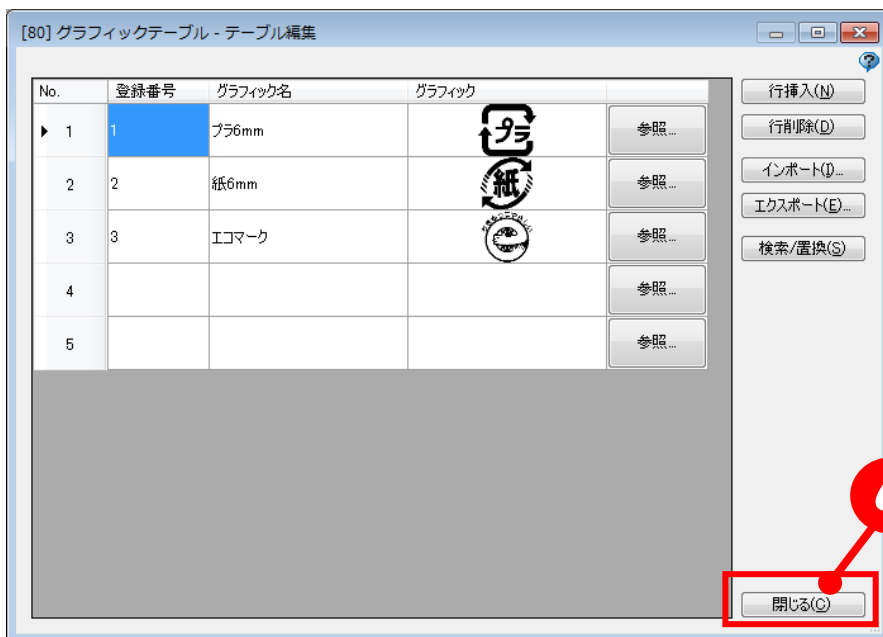 [80] グラフィックテーブル - テーブル編集
No. 登録番号 グラフィック名 グラフィック
行挿入(N)
1 1 プラ6mm プラ 参照...
行削除(D)
2 2 紙6mm 紙 参照...
インポート(I)...
エクスポート(E)...
3 3 エコマーク 参照...
検索/置換(S)
4 参照...
5 参照...
閉じる(C)